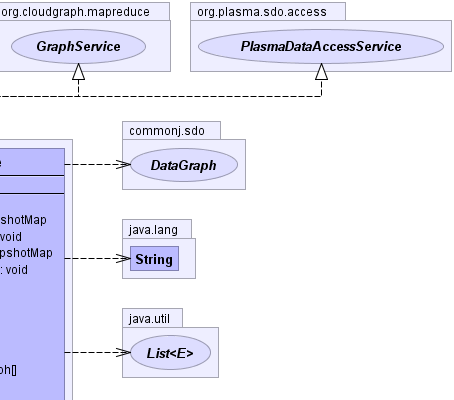 org.cloudgraph.mapreduce
org.plasma.sdo.access
GraphService
PlasmaDataAccessService
commonj.sdo
DataGraph
java.lang
String
pshotMap
void
pshotMap
: void
java.util
List<E>
ph[]